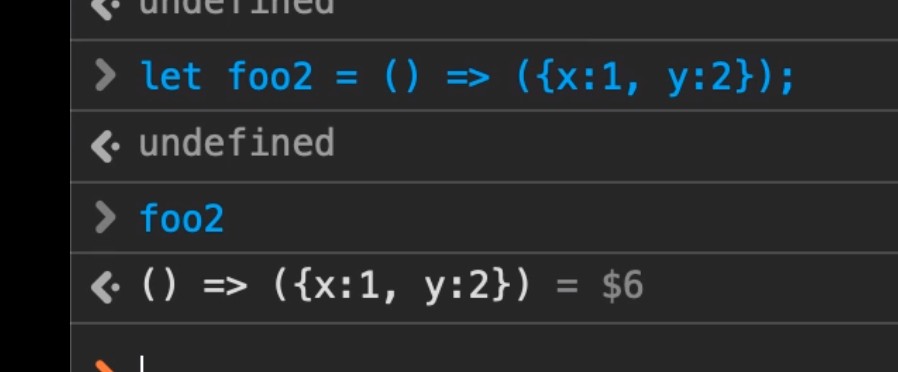 undefined
let foo2 = () => ({x:1, y:2});
undefined
foo2
() => ({x:1, y:2}) = $6